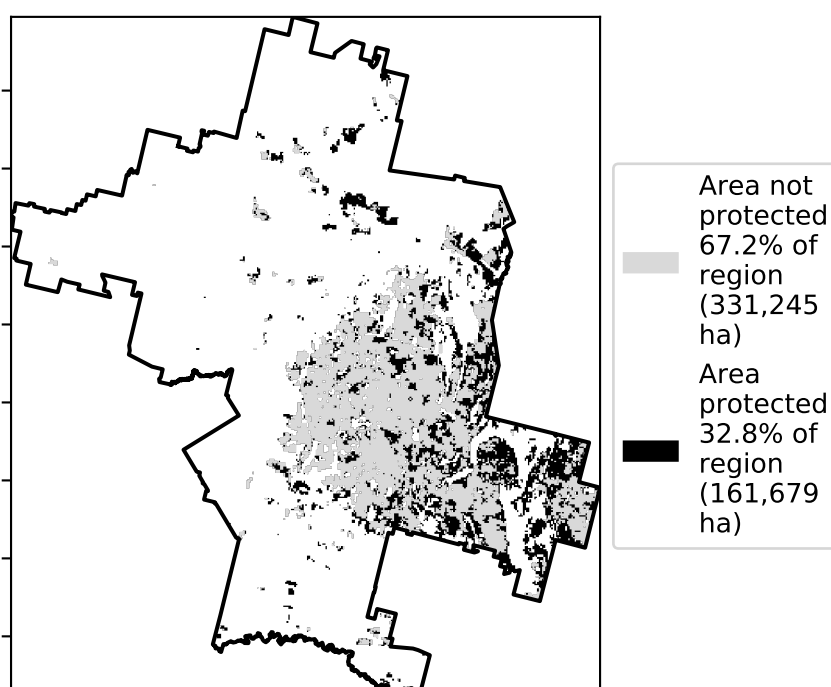 Area not
protected
67.2% of
region
(331,245
ha)
Area
protected
32.8% of
region
(161,679
ha)